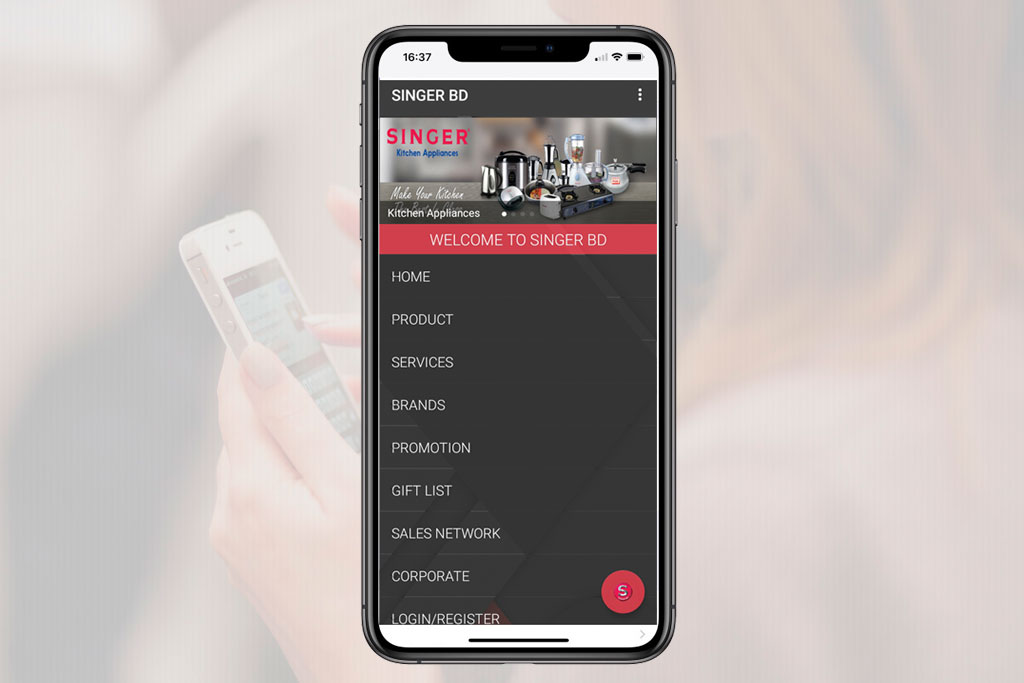 16:37
SINGER BD
SINGER
Kitchen Appliances
Make Your Kitchen
Kitchen Appliances
WELCOME TO SINGER BD
HOME
PRODUCT
SERVICES
BRANDS
PROMOTION
GIFT LIST
SALES NETWORK
CORPORATE
S
LOGIN/REGISTER